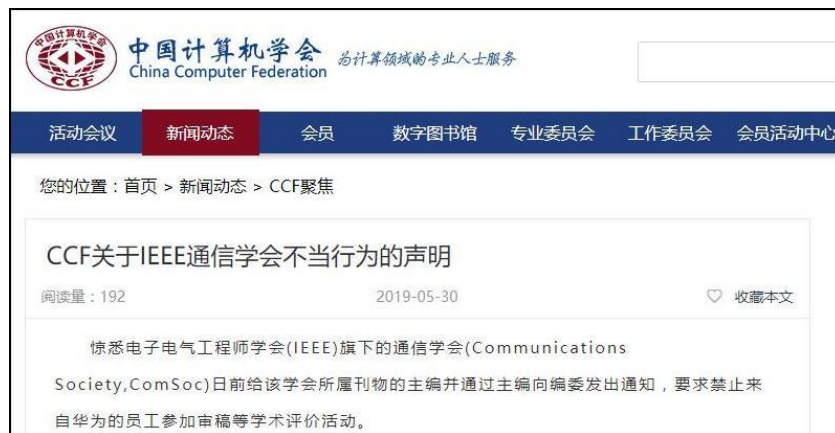 中国计算机学会
CCF
中国计算机学会
China Computer Federation
为计算领域的专业人士服务
活动会议 新闻动态 会员 数字图书馆 专业委员会 工作委员会 会员活动中心
您的位置：首页 > 新闻动态 > CCF聚焦
CCF关于IEEE通信学会不当行为的声明
阅读量：192 2019-05-30 ♡ 收藏本文
惊悉电子电气工程师学会(IEEE)旗下的通信学会(Communications
Society,ComSoc)日前给该学会所属刊物的主编并通过主编向编委发出通知，要求禁止来
自华为的员工参加审稿等学术评价活动。